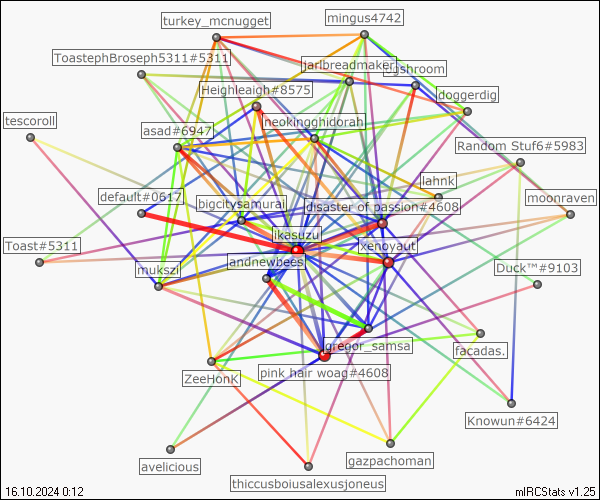 turkey_mcnugget
mingus4742
ToastephBroseph5311#5311
jarlbreadmaker
Heighleaigh#8575
doggerdig
tescoroll
neokingghidorah
asad#6947
Random Stuf6#5983
lahnk
default#0617
bigcitysamurai
disaster of passion#4608
moonraven
ikasuzu
Toast#5311
xenoyaut
andnewbees
mukszi
Duck™#9103
gregor_samsa
facadas.
pink hair woag#4608
ZeeHonK
Knowun#6424
gazpachoman
avelicious
thiccusboiusalexusjoneus
16.10.2024 0:12
mIRCStats v1.25